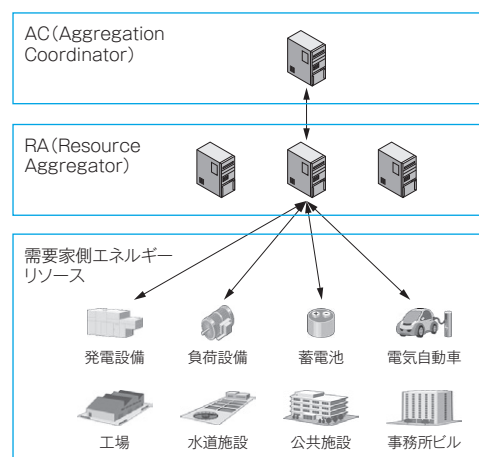 AC(Aggregation
Coordinator)
RA(Resource
Aggregator)
需要家側エネルギー
リソース
発電設備 負荷設備 蓄電池 電気自動車
工場 水道施設 公共施設 事務所ビル